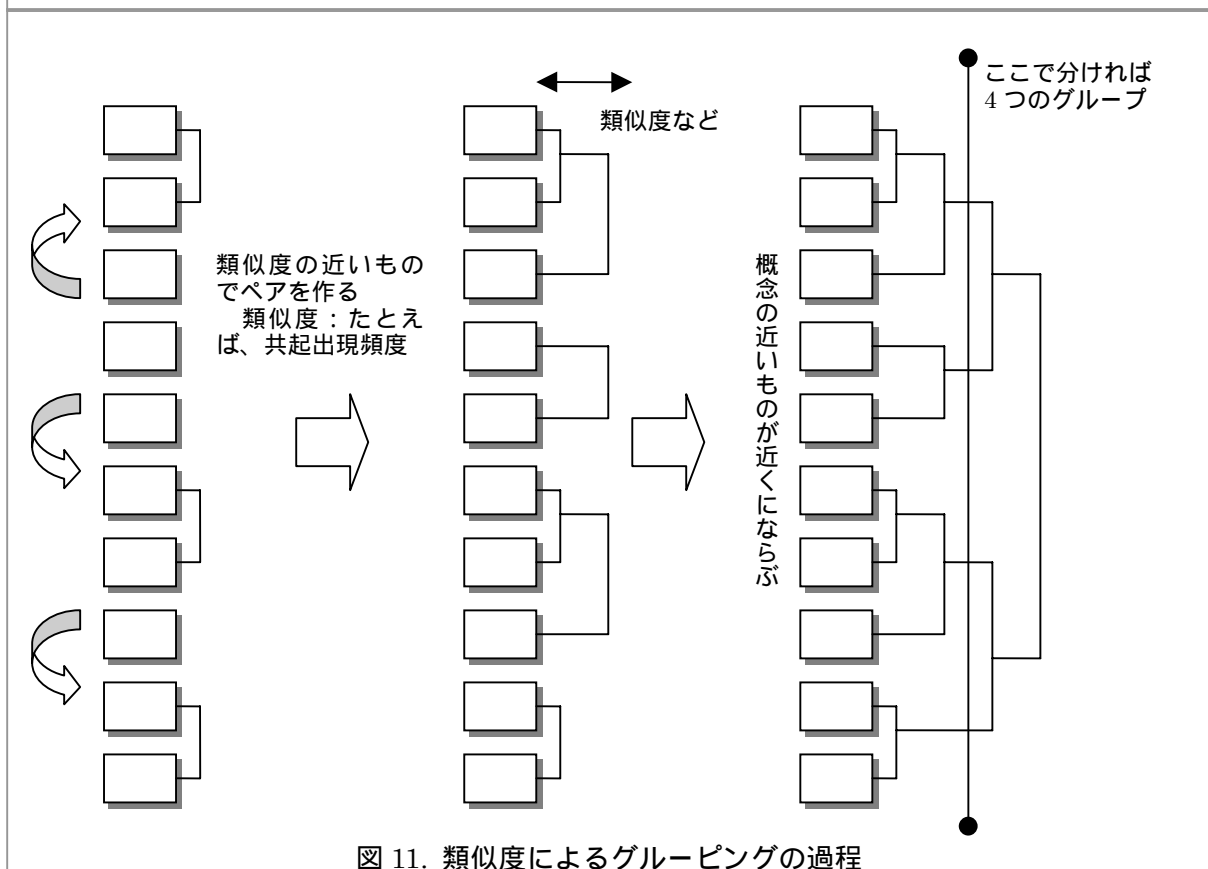 ここで分ければ
4 つのグループ
類似度など
類似度の近いもの
でペアを作る
類似度：たとえ
ば、共起出現頻度
概念の近いものが近くにならぶ
図 11. 類似度によるグルーピングの過程